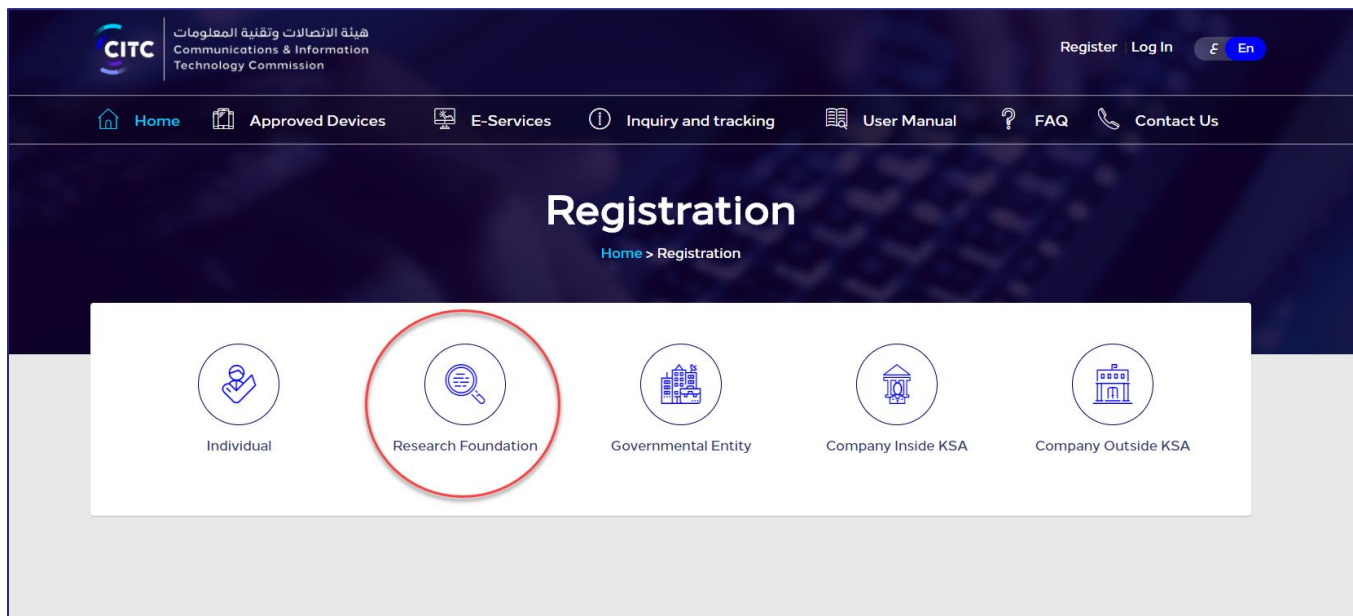 CITC
هيئة الاتصالات وتقنية المعلومات
Communications & Information
Technology Commission
Register Log In ع En
Home Approved Devices E-Services Inquiry and tracking User Manual FAQ Contact Us
Registration
Home > Registration
Individual Research Foundation Governmental Entity Company Inside KSA Company Outside KSA